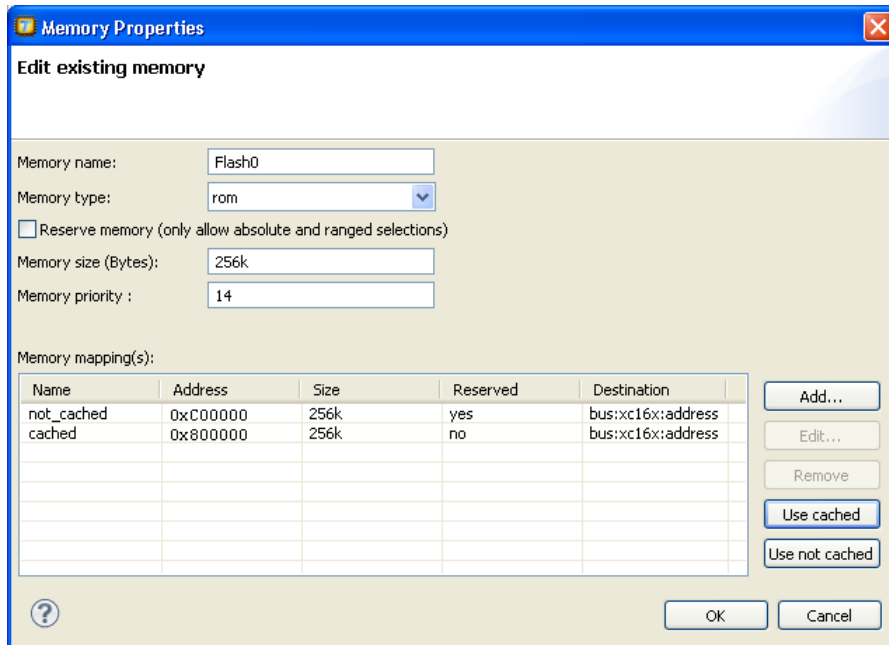 Memory Properties
Edit existing memory
Memory name: Flash0
Memory type: rom
Reserve memory (only allow absolute and ranged selections)
Memory size (Bytes): 256k
Memory priority : 14
Memory mapping(s):
Name Address Size Reserved Destination
not_cached 0xC00000 256k yes bus:xc16x:address
cached 0x800000 256k no bus:xc16x:address
Add...
Edit...
Remove
Use cached
Use not cached
? OK Cancel